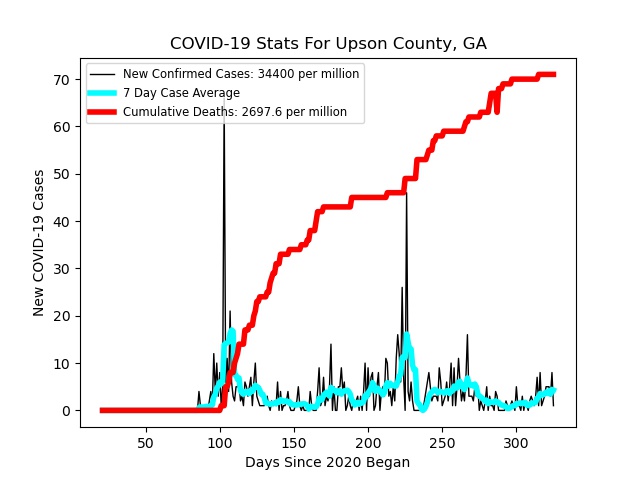 COVID-19 Stats For Upson County, GA
New Confirmed Cases: 34400 per million
7 Day Case Average
Cumulative Deaths: 2697.6 per million
New COVID-19 Cases
70
60
50
40
30
20
10
0
50
100
150
200
250
300
Days Since 2020 Began